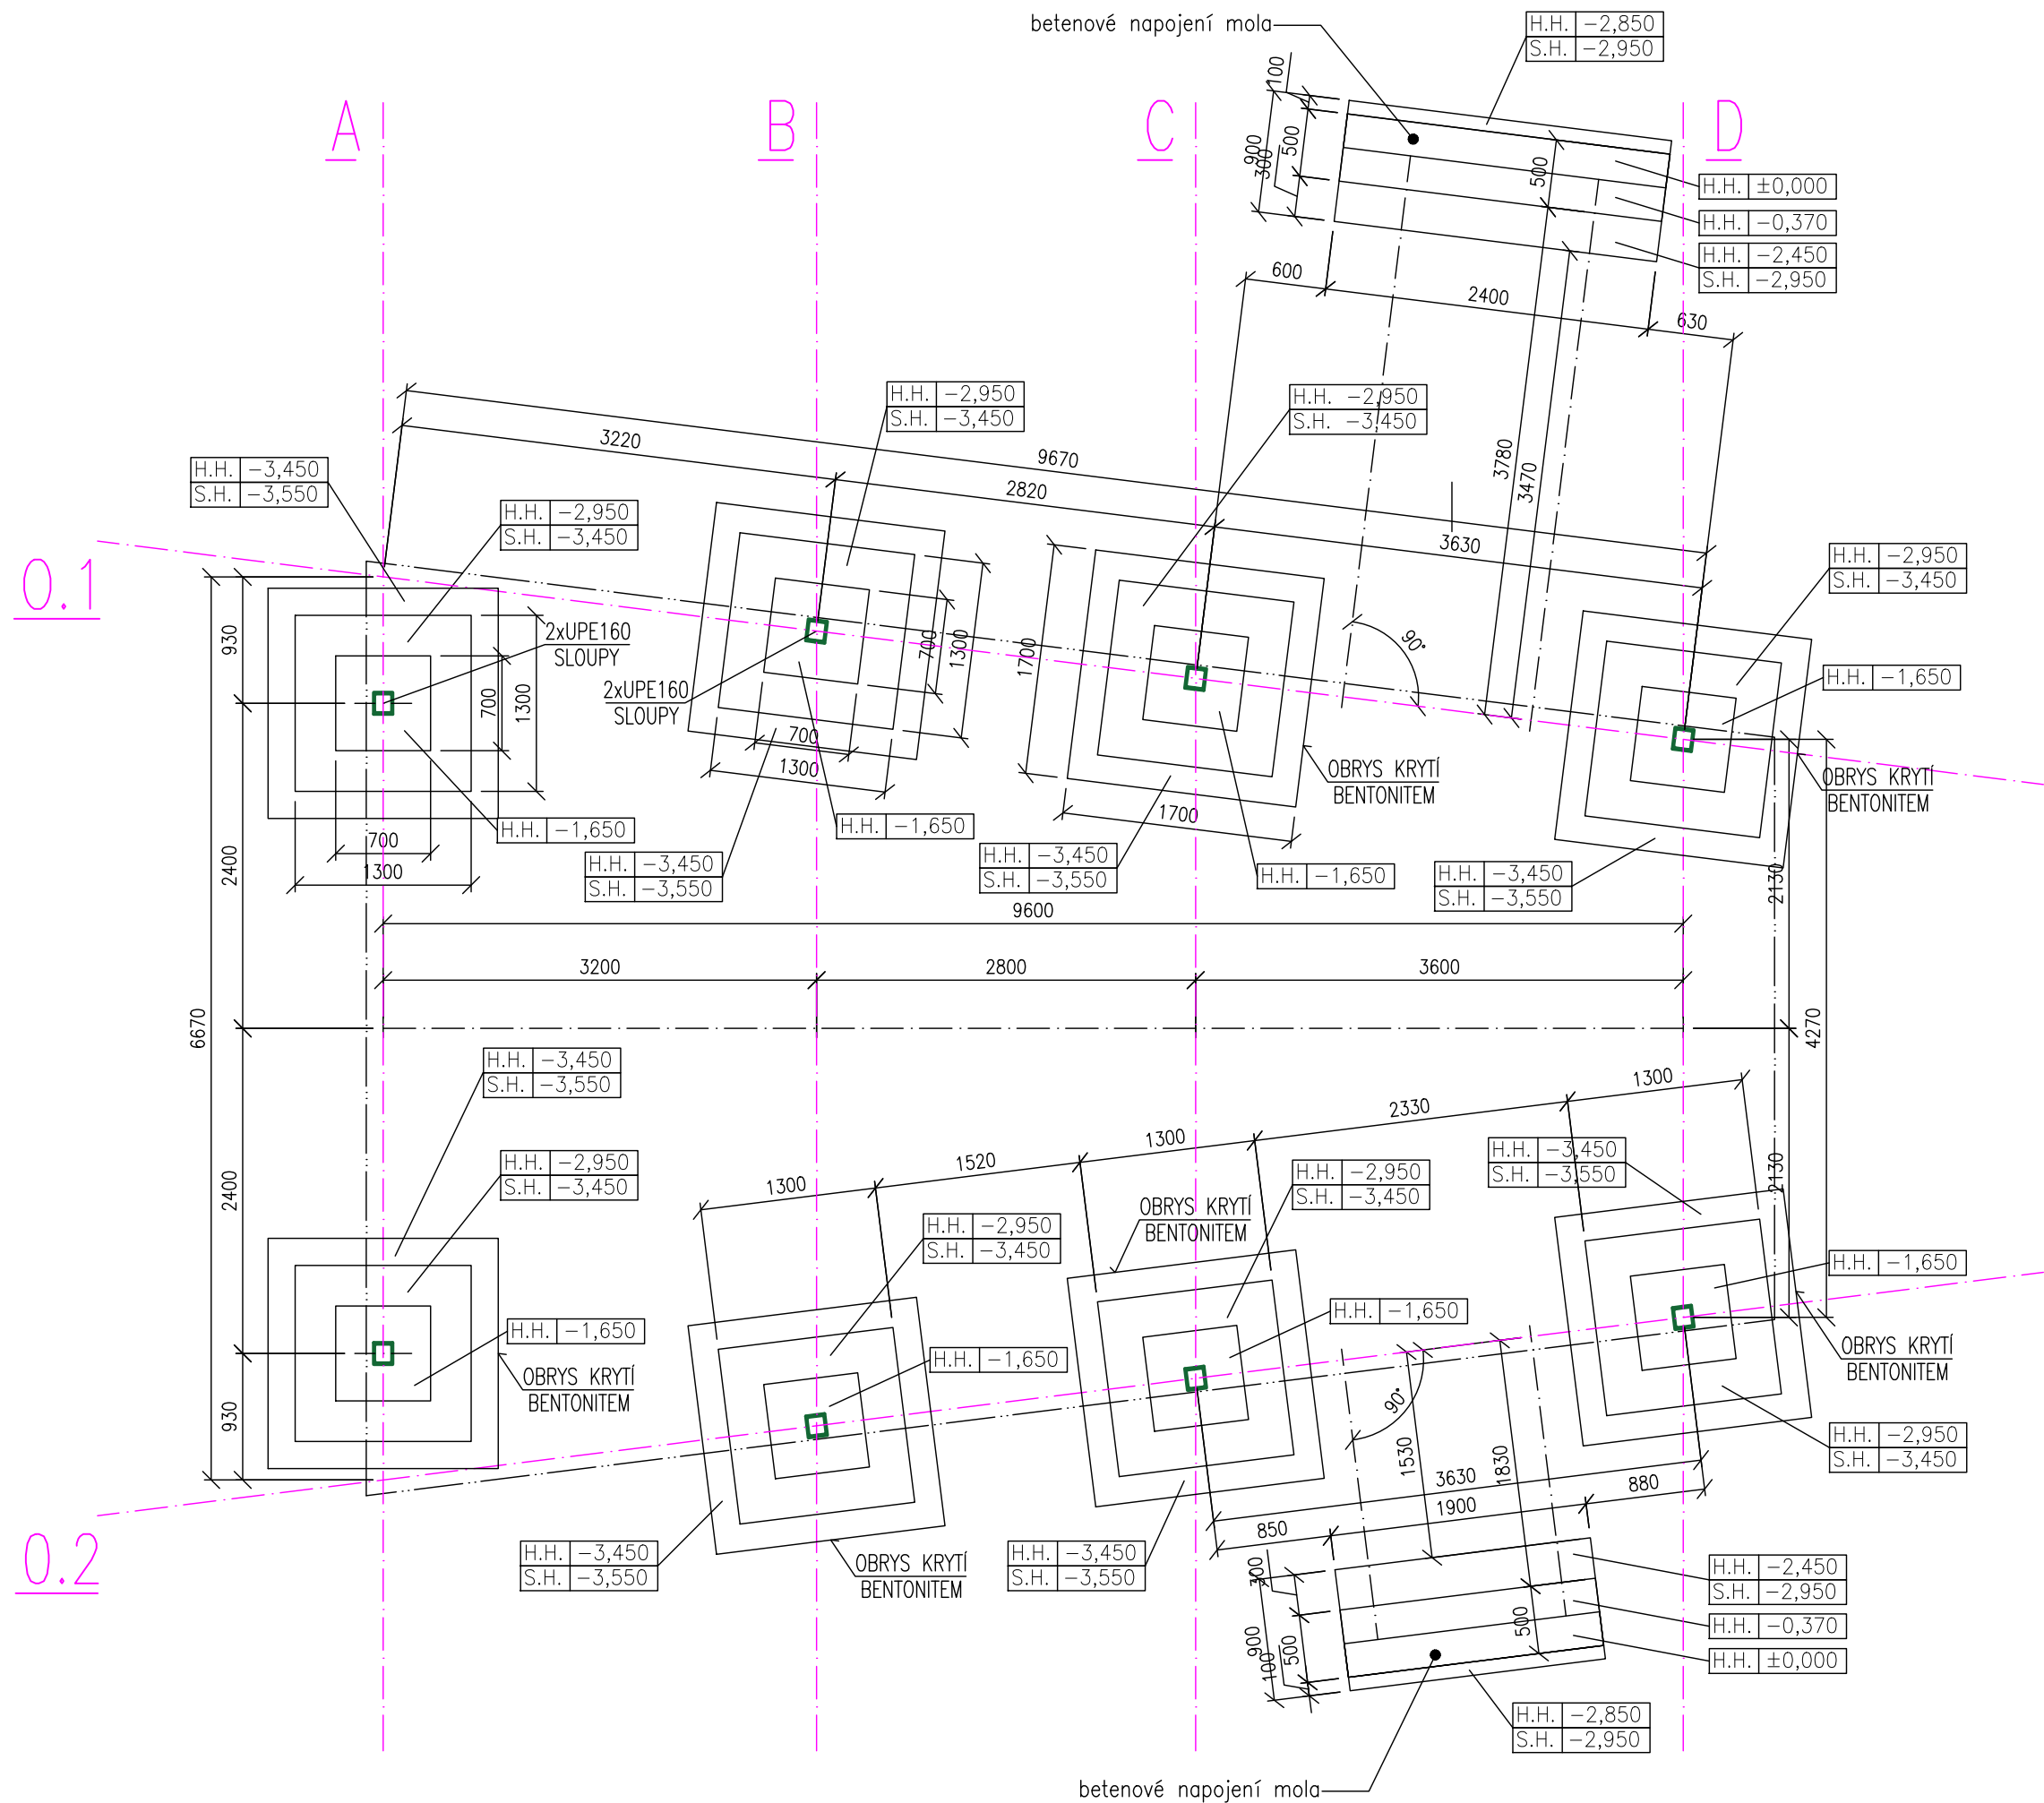 betenové napojení mola
H.H. −2,850
S.H. −2,950
A
B
C
D
100
500
900
300
500
H.H. ±0,000
H.H. −0,370
H.H. −2,450
S.H. −2,950
600
2400
630
H.H. −2,950
S.H. −3,450
H.H. −2,950
S.H. −3,450
3220
9670
2820
3780
3470
3630
H.H. −3,450
S.H. −3,550
H.H. −2,950
S.H. −3,450
H.H. −2,950
S.H. −3,450
0.1
930
2xUPE160
SLOUPY
700
1300
2xUPE160
SLOUPY
700
1300
1700
90°
H.H. −1,650
700
1300
OBRYS KRYTÍ
BENTONITEM
OBRYS KRYTÍ
BENTONITEM
H.H. −1,650
700
1300
H.H. −1,650
1700
H.H. −3,450
S.H. −3,550
H.H. −3,450
S.H. −3,550
H.H. −1,650
H.H. −3,450
S.H. −3,550
2400
2130
9600
3200
2800
3600
6670
4270
H.H. −3,450
S.H. −3,550
1300
2330
1300
1520
1300
H.H. −2,950
S.H. −3,450
2400
H.H. −2,950
S.H. −3,450
H.H. −3,450
S.H. −3,550
2130
OBRYS KRYTÍ
BENTONITEM
H.H. −2,950
S.H. −3,450
H.H. −1,650
H.H. −1,650
H.H. −1,650
H.H. −1,650
OBRYS KRYTÍ
BENTONITEM
OBRYS KRYTÍ
BENTONITEM
930
90°
1530
1830
3630
1900
880
850
H.H. −2,950
S.H. −3,450
0.2
H.H. −3,450
S.H. −3,550
OBRYS KRYTÍ
BENTONITEM
H.H. −3,450
S.H. −3,550
300
900
500
100
500
H.H. −2,450
S.H. −2,950
H.H. −0,370
H.H. ±0,000
H.H. −2,850
S.H. −2,950
betenové napojení mola